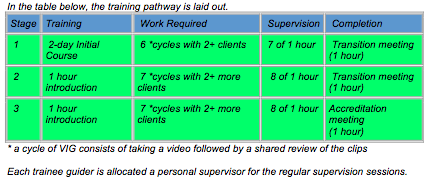 In the table below, the training pathway is laid out.
Stage Training Work Required Supervision Completion
1 2-day Initial Course 6 *cycles with 2+ clients 7 of 1 hour Transition meeting (1 hour)
2 1 hour introduction 7 *cycles with 2+ more clients 8 of 1 hour Transition meeting (1 hour)
3 1 hour introduction 7 *cycles with 2+ more clients 8 of 1 hour Accreditation meeting (1 hour)
* a cycle of VIG consists of taking a video followed by a shared review of the clips
Each trainee guider is allocated a personal supervisor for the regular supervision sessions.